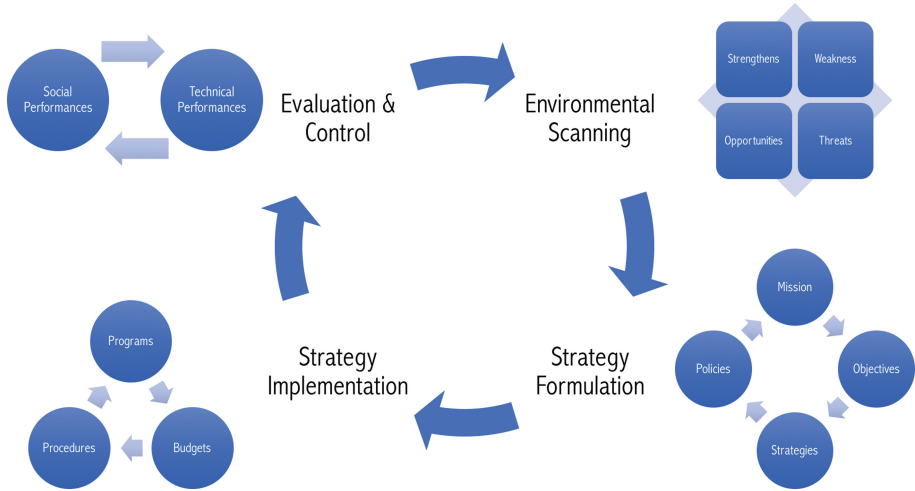 Social
Performances
Technical
Performances
Evaluation &
Control
Environmental
Scanning
Strengthens
Weakness
Opportunities
Threats
Programs
Procedures
Budgets
Strategy
Implementation
Strategy
Formulation
Mission
Policies
Objectives
Strategies